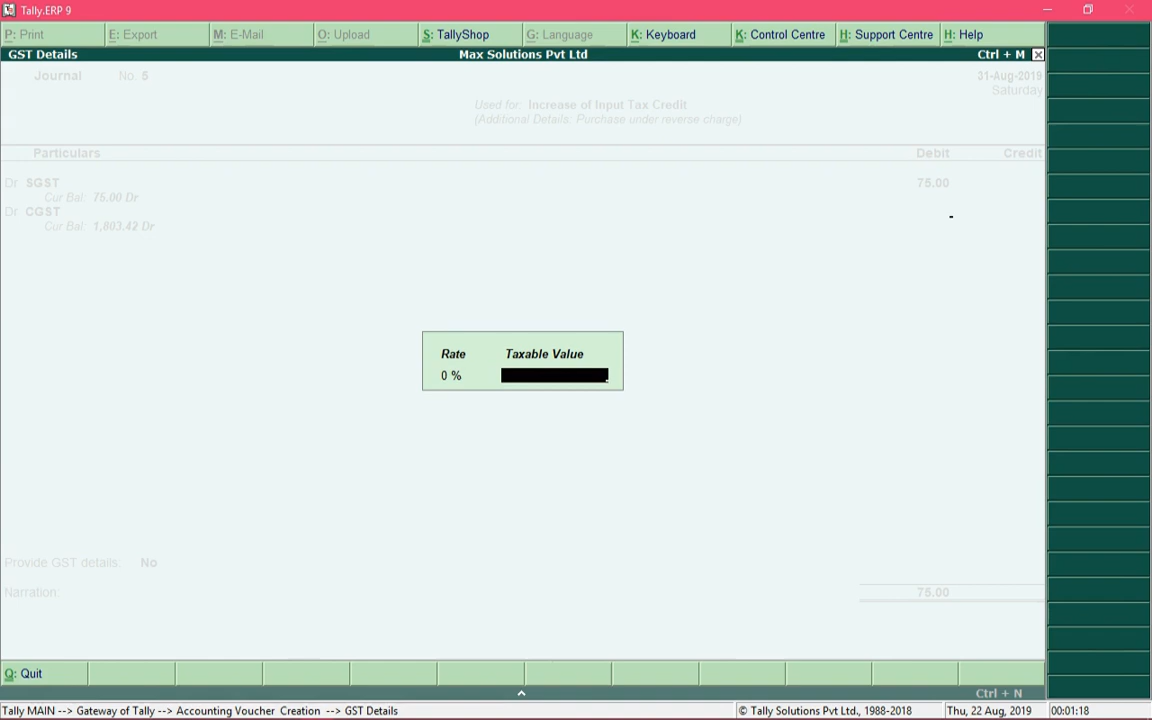 Tally.ERP 9
P: Print E: Export M: E-Mail O: Upload S: TallyShop G: Language K: Keyboard K: Control Centre H: Support Centre H: Help
GST Details Max Solutions Pvt Ltd Ctrl + M
Journal No. 5 31-Aug-2019
Saturday
Used for: Increase of Input Tax Credit
(Additional Details: Purchase under reverse charge)
Particulars Debit Credit
Dr SGST 75.00
Cur Bal: 75.00 Dr
Dr CGST
Cur Bal: 1,803.42 Dr
Rate Taxable Value
0 %
Provide GST details: No
Narration: 75.00
Q: Quit
Ctrl + N
Tally MAIN --> Gateway of Tally --> Accounting Voucher Creation --> GST Details © Tally Solutions Pvt Ltd., 1988-2018 Thu, 22 Aug, 2019 00:01:18